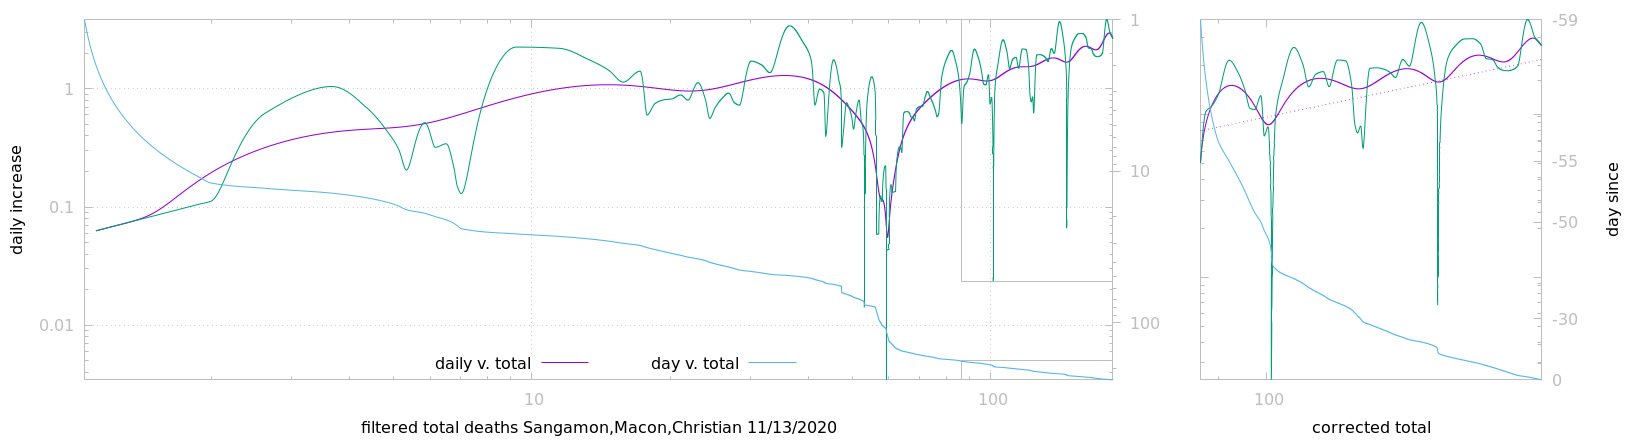 daily increase
1
0.1
0.01
10
100
1
10
100
daily v. total
day v. total
filtered total deaths Sangamon,Macon,Christian 11/13/2020
-59
-55
-50
-30
0
day since
100
corrected total